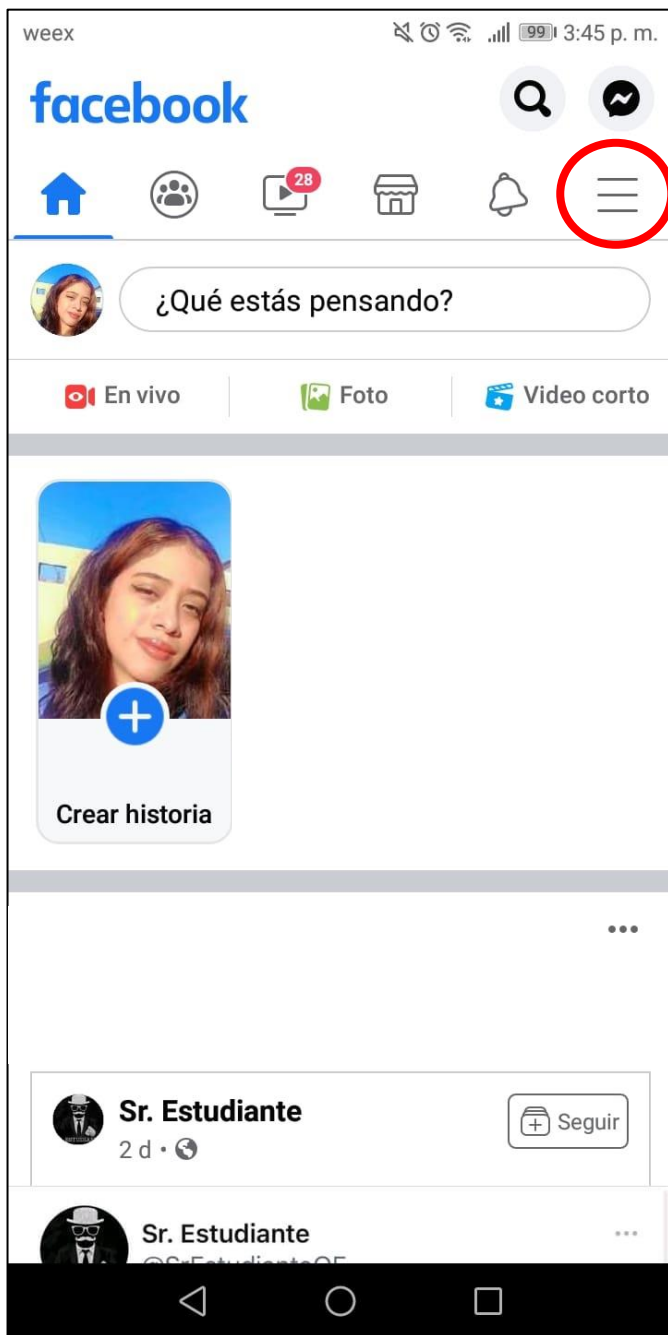 weex 99 3:45 p. m.
facebook
28
¿Qué estás pensando?
En vivo Foto Video corto
Crear historia
Sr. Estudiante
Seguir
2 d
Sr. Estudiante